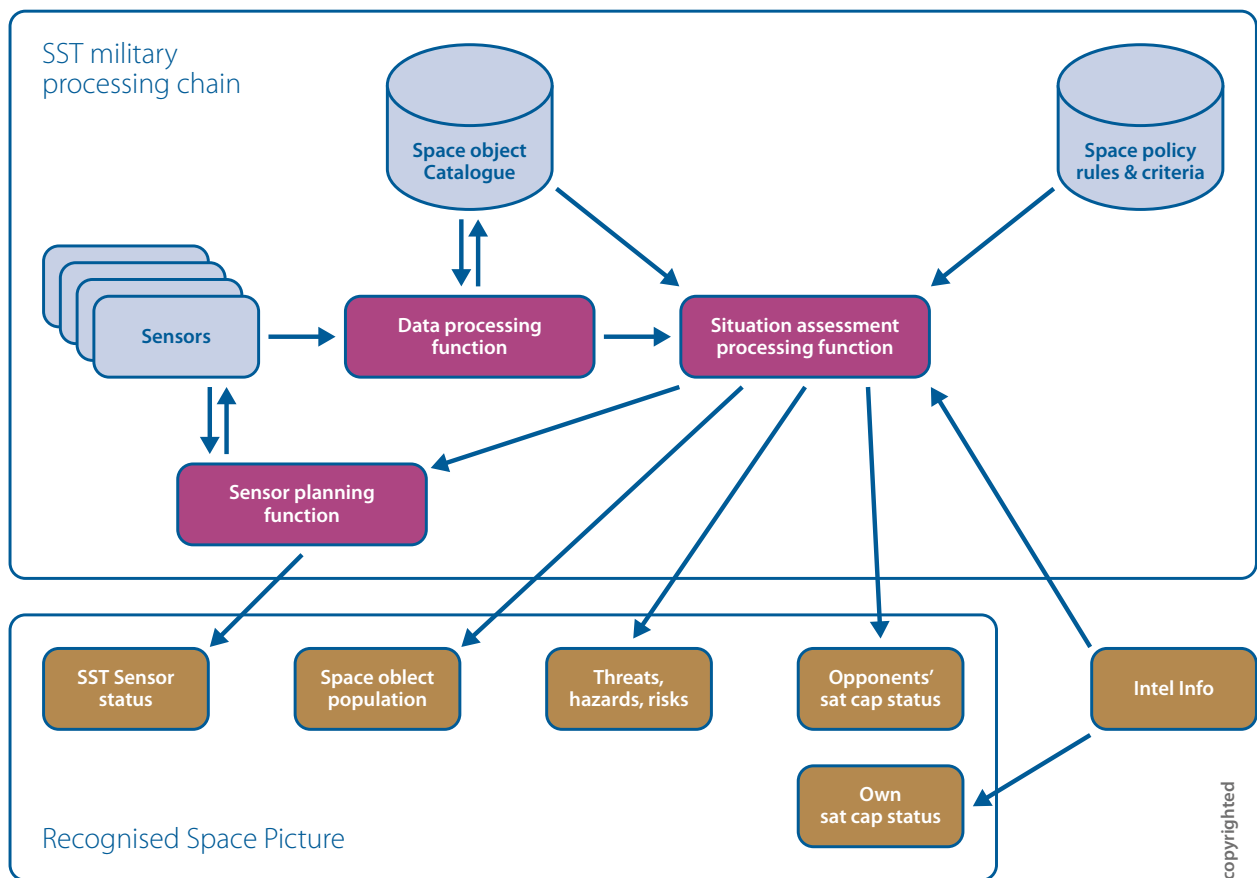 SST military
processing chain
Space object
Catalogue
Space policy
rules & criteria
Sensors
Data processing
function
Situation assessment
processing function
Sensor planning
function
SST Sensor
status
Space object
population
Threats,
hazards, risks
Opponents’
sat cap status
Intel Info
Own
sat cap status
Recognised Space Picture
copyrighted